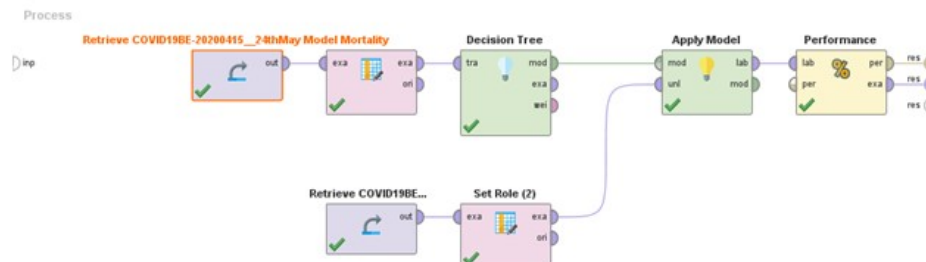 Process
Retrieve COVID19BE-20200415__24thMay Model Mortality
Decision Tree
Apply Model
Performance
inp
out
exa
exa
ori
tra
mod
exa
wei
mod
unl
lab
mod
lab
per
per
exa
res
res
res
Retrieve COVID19BE...
Set Role (2)
out
exa
exa
ori
%